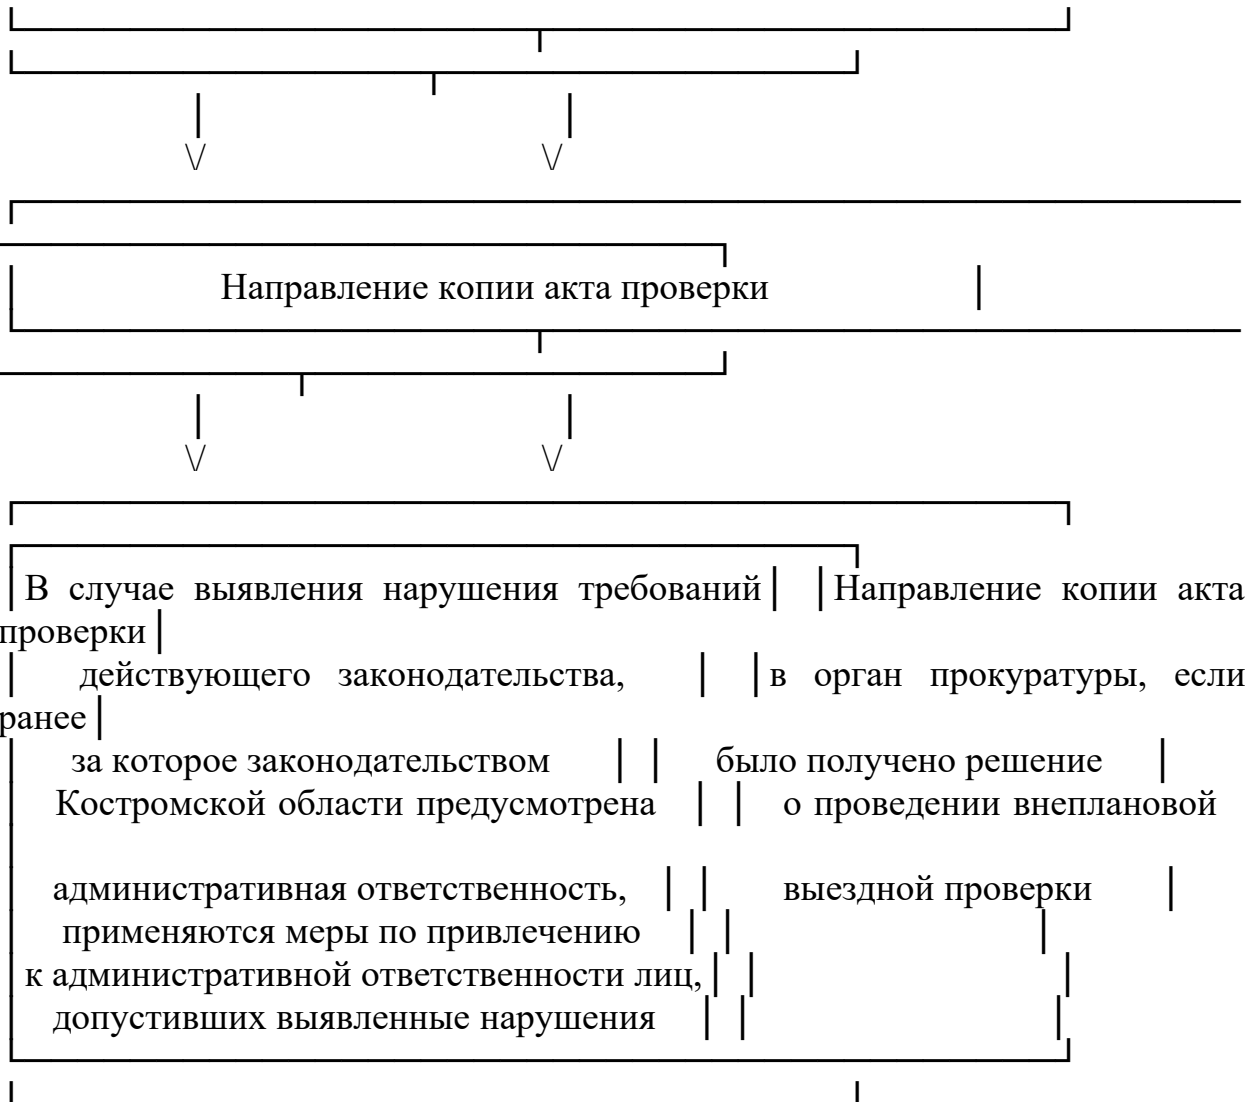 Направление копии акта проверки
В случае выявления нарушения требований│ │Направление копии акта
проверки│
│ действующего законодательства, │ │в орган прокуратуры, если
ранее│
│ за которое законодательством │ │ было получено решение │
│ Костромской области предусмотрена │ │ о проведении внеплановой
│ административная ответственность, │ │ выездной проверки │
│ применяются меры по привлечению │ │ │
│к административной ответственности лиц,│ │ │
│ допустивших выявленные нарушения │ │ │